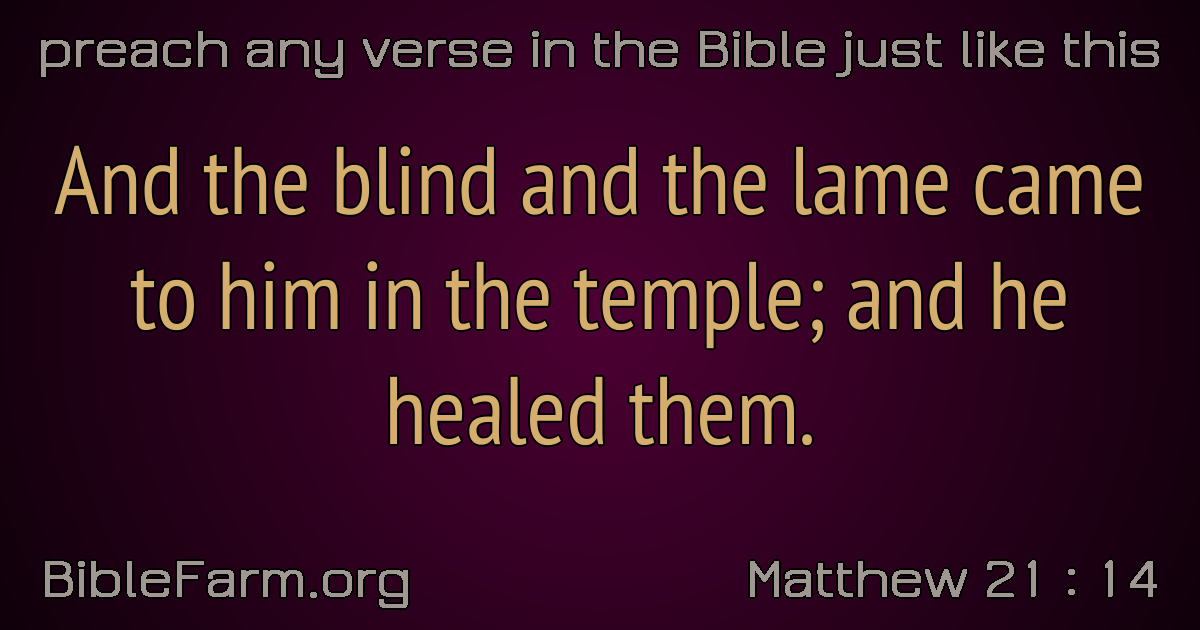 preach any verse in the Bible just like this
And the blind and the lame came
to him in the temple; and he
healed them.
BibleFarm.org
Matthew 21 : 14